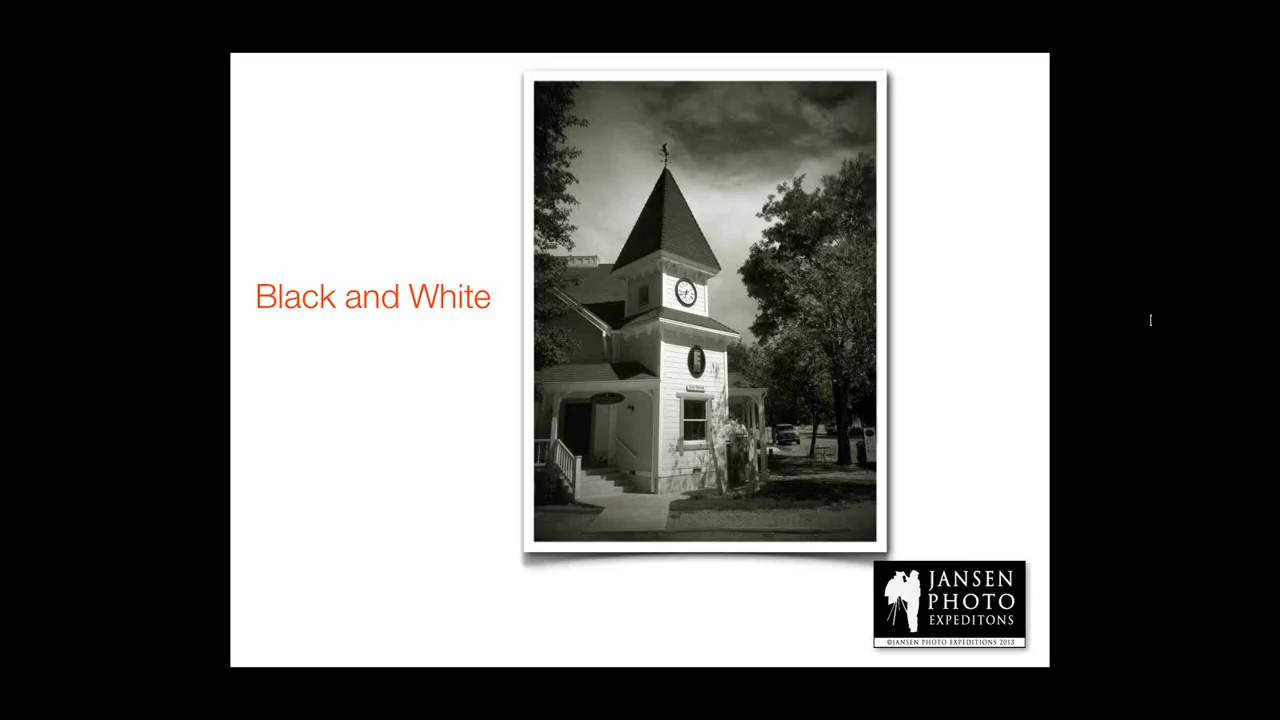 Black and White
JANSEN
PHOTO
EXPEDITONS
©JANSEN PHOTO EXPEDITIONS 2013